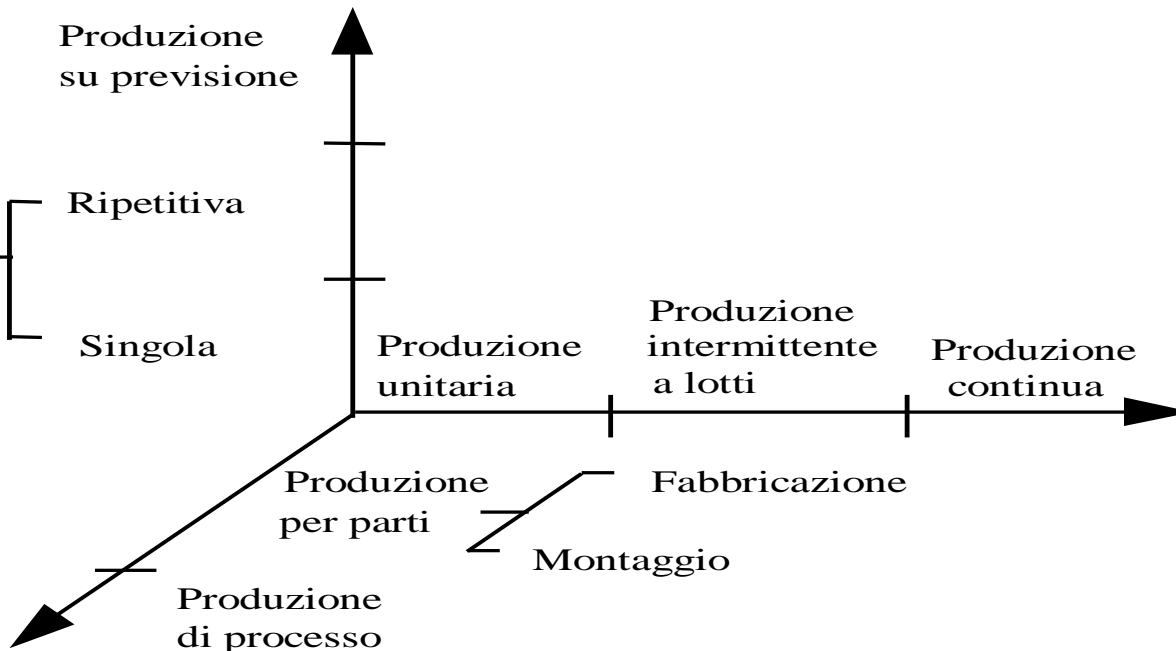 Produzione
su previsione
Ripetitiva
Singola
Produzione
unitaria
Produzione
intermittente
a lotti
Produzione
continua
Produzione
per parti
Fabbricazione
Montaggio
Produzione
di processo